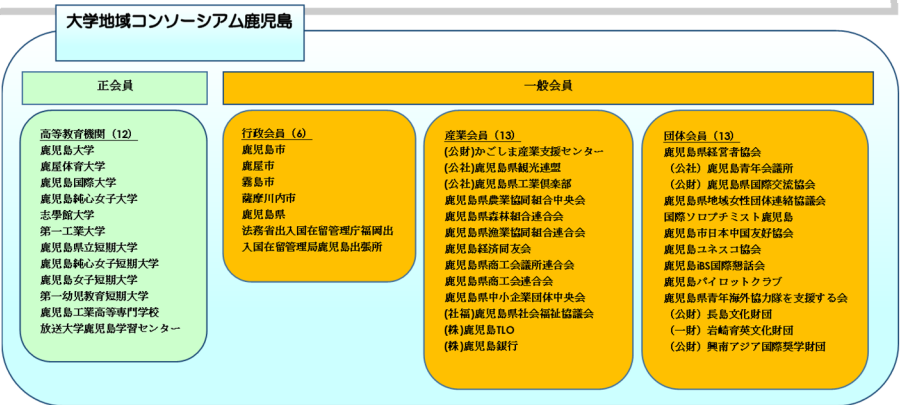 大学地域コンソーシアム鹿児島
正会員
一般会員
高等教育機関（12）
鹿児島大学
鹿屋体育大学
鹿児島国際大学
鹿児島純心女子大学
志學館大学
第一工業大学
鹿児島県立短期大学
鹿児島純心女子短期大学
鹿児島女子短期大学
第一幼児教育短期大学
鹿児島工業高等専門学校
放送大学鹿児島学習センター
行政会員（6）
鹿児島市
鹿屋市
霧島市
薩摩川内市
鹿児島県
法務省出入国在留管理庁福岡出
入国在留管理局鹿児島出張所
産業会員（13）
(公財)かごしま産業支援センター
(公社)鹿児島県観光連盟
(公社)鹿児島県工業倶楽部
鹿児島県農業協同組合中央会
鹿児島県森林組合連合会
鹿児島県漁業協同組合連合会
鹿児島経済同友会
鹿児島県商工会議所連合会
鹿児島県商工会連合会
鹿児島県中小企業団体中央会
(社福)鹿児島県社会福祉協議会
(株)鹿児島TLO
(株)鹿児島銀行
団体会員（13）
鹿児島県経営者協会
（公社）鹿児島青年会議所
（公財）鹿児島県国際交流協会
鹿児島県地域女性団体連絡協議会
国際ソロプチミスト鹿児島
鹿児島市日本中国友好協会
鹿児島ユネスコ協会
鹿児島iBS国際懇話会
鹿児島パイロットクラブ
鹿児島県青年海外協力隊を支援する会
（公財）長島文化財団
（一財）岩崎育英文化財団
（公財）興南アジア国際奨学財団